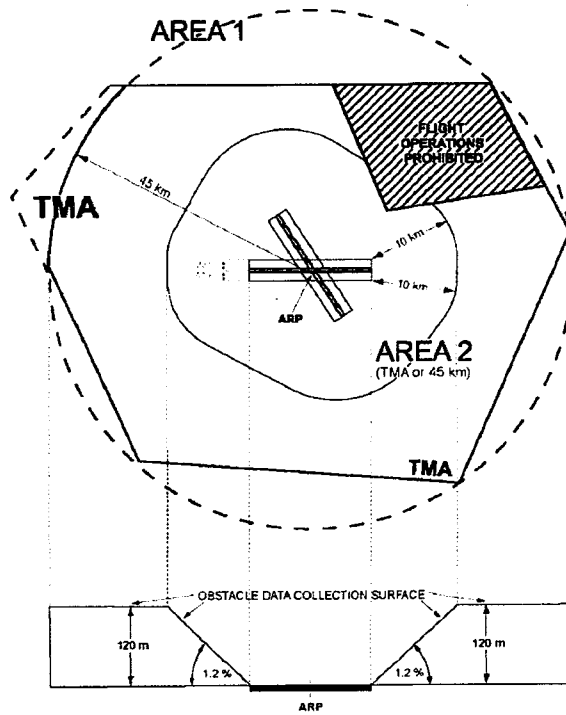 AREA 1
FLIGHT
OPERATIONS
PROHIBITED
45 km
TMA
10 km
10 km
ARP
AREA 2
(TMA or 45 km)
TMA
OBSTACLE DATA COLLECTION SURFACE
120 m
120 m
1.2 %
1.2 %
ARP